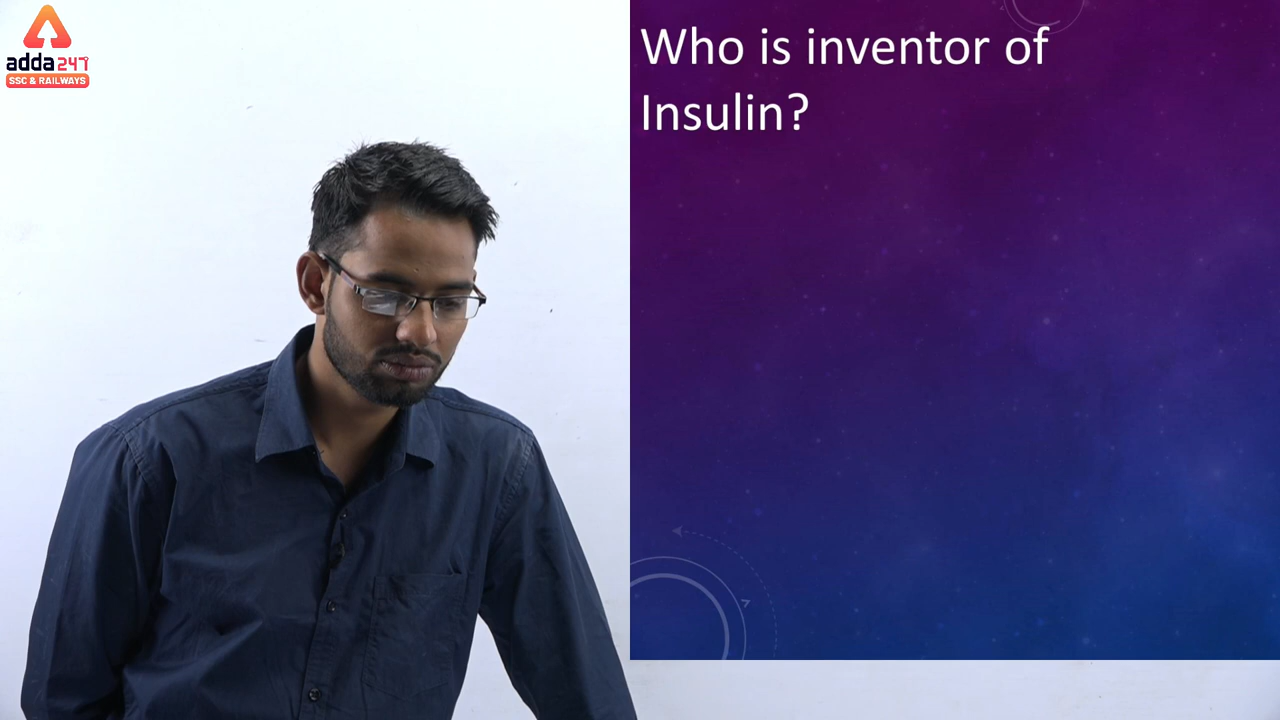 adda247
SSC & RAILWAYS
Who is inventor of
Insulin?